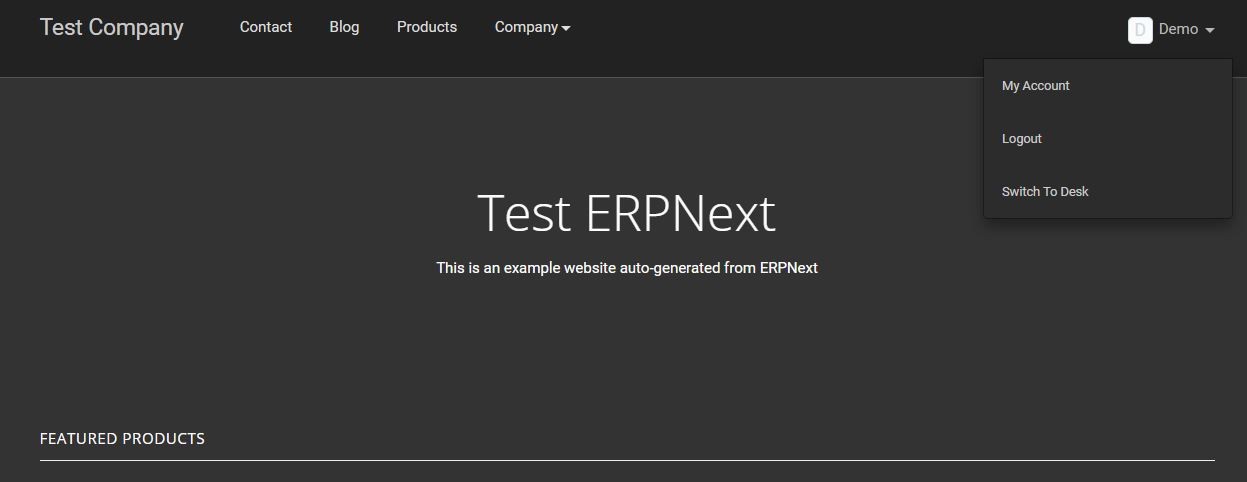 Test Company Contact Blog Products Company D Demo
My Account
Logout
Switch To Desk
Test ERPNext
This is an example website auto-generated from ERPNext
FEATURED PRODUCTS